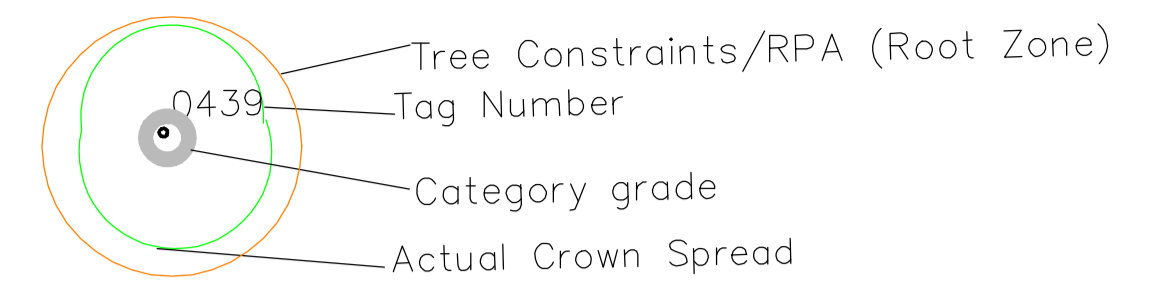 Tree Constraints/RPA (Root Zone)
0439
Tag Number
Category grade
Actual Crown Spread